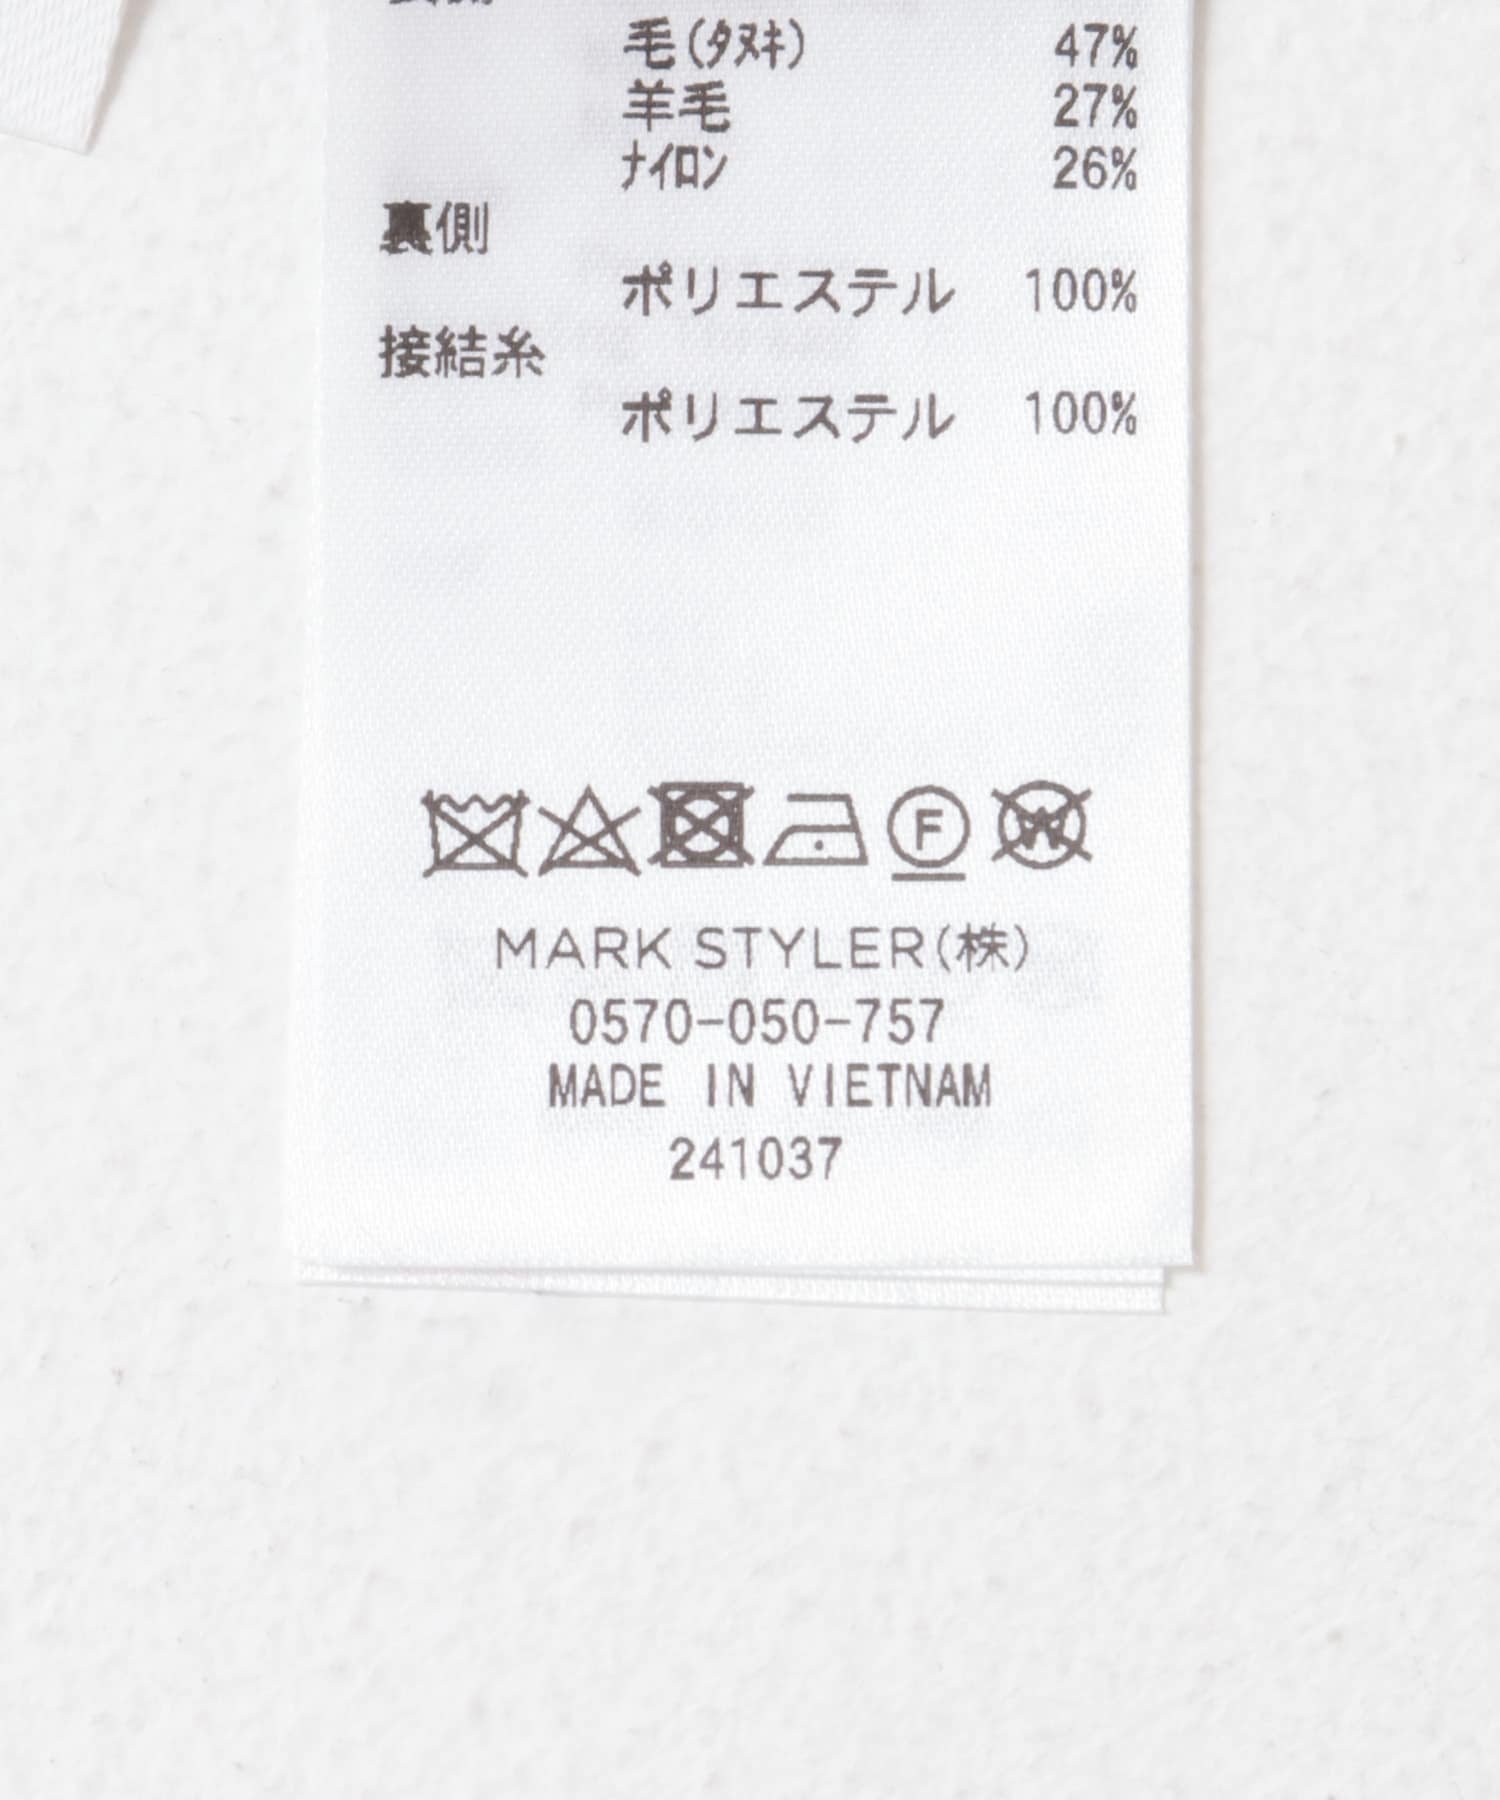 毛(タヌキ) 47%
羊毛 27%
ナイロン 26%
裏側
ポリエステル 100%
接結糸
ポリエステル 100%
F
W
MARK STYLER(株)
0570-050-757
MADE IN VIETNAM
241037